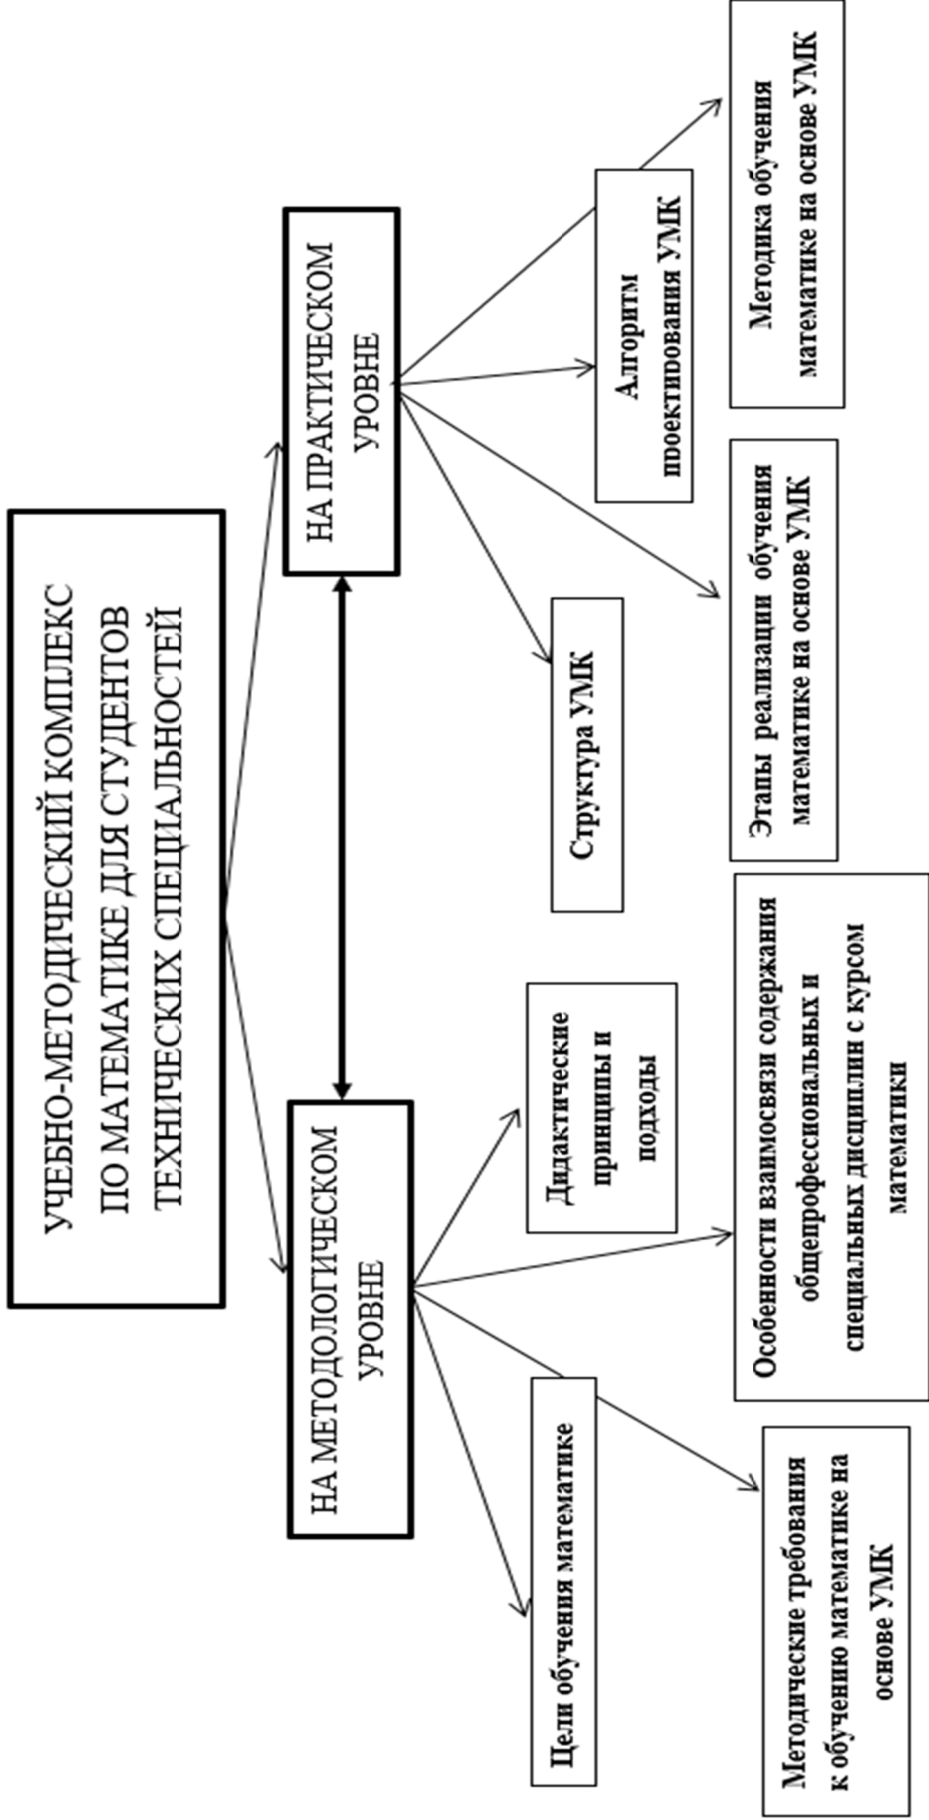 УЧЕБНО-МЕТОДИЧЕСКИЙ КОМПЛЕКС
ПО МАТЕМАТИКЕ ДЛЯ СТУДЕНТОВ
ТЕХНИЧЕСКИХ СПЕЦИАЛЬНОСТЕЙ
НА МЕТОДОЛОГИЧЕСКОМ
УРОВНЕ
НА ПРАКТИЧЕСКОМ
УРОВНЕ
Цели обучения математике
Дидактические
принципы и
подходы
Структура УМК
Алгоритм
проектирования УМК
Методические требования
к обучению математике на
основе УМК
Особенности взаимосвязи содержания
общепрофессиональных и
специальных дисциплин с курсом
математики
Этапы реализации обучения
математике на основе УМК
Методика обучения
математике на основе УМК